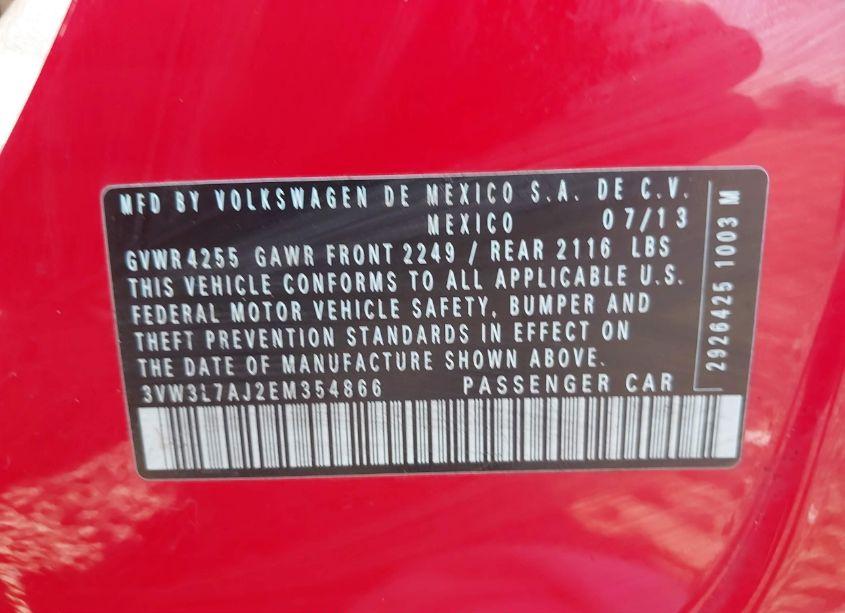 MFD BY VOLKSWAGEN DE MEXICO S.A. DE C.V.
MEXICO 07/13
GVWR 4255 GAWR FRONT 2249 / REAR 2116 LBS
THIS VEHICLE CONFORMS TO ALL APPLICABLE U.S.
FEDERAL MOTOR VEHICLE SAFETY, BUMPER AND
THEFT PREVENTION STANDARDS IN EFFECT ON
THE DATE OF MANUFACTURE SHOWN ABOVE.
3VW3L7AJ2EM354866 PASSENGER CAR
2926425 1003 M